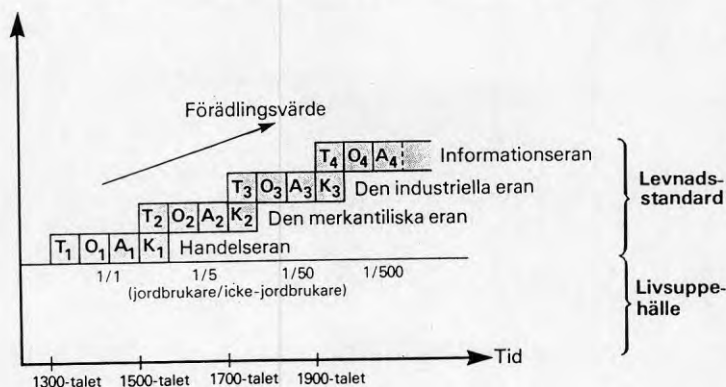 Förädlingsvärde
T4 O4 A4 Informationseran
T3 O3 A3 K3 Den industriella eran
T2 O2 A2 K2 Den merkantiliska eran
T1 O1 A1 K1 Handelseran
1/1 1/5 1/50 1/500
(jordbrukare/icke-jordbrukare)
Levnads-
standard
Livsuppe-
hälle
Tid
1300-talet 1500-talet 1700-talet 1900-talet